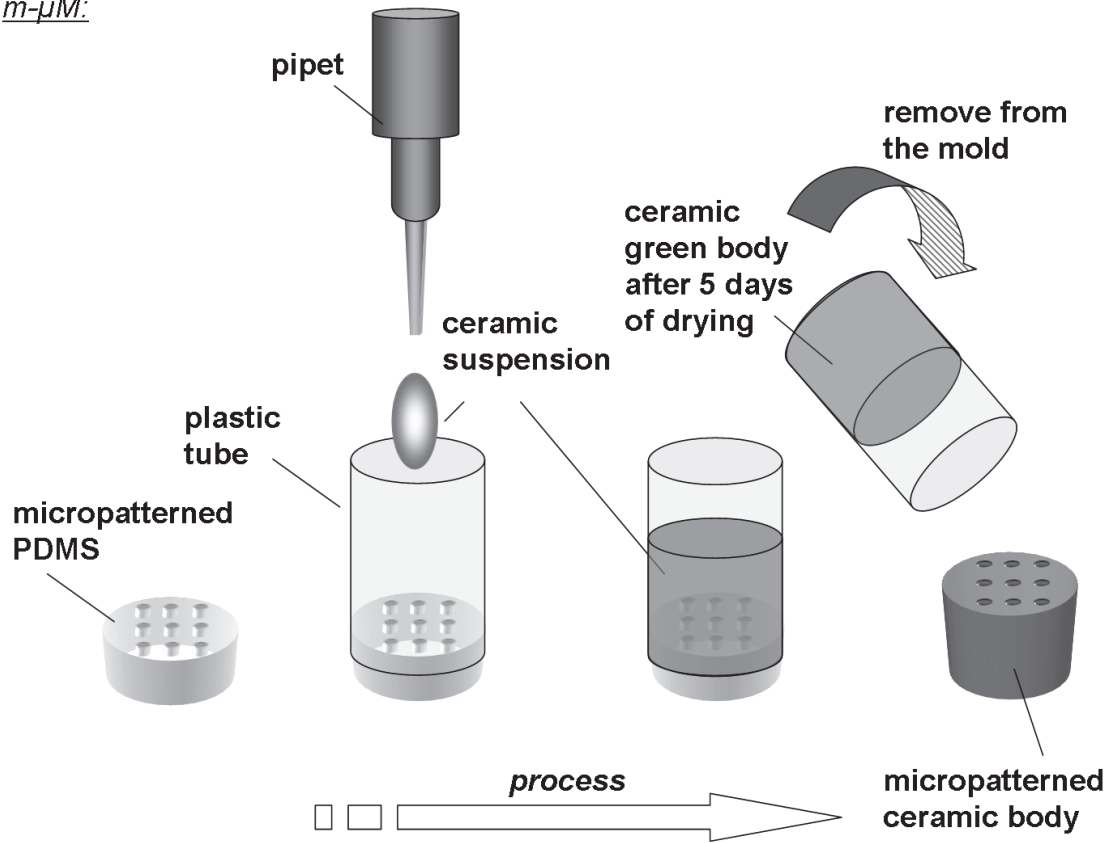 m-µM:
pipet
remove from
the mold
ceramic
green body
after 5 days
of drying
ceramic
suspension
plastic
tube
micropatterned
PDMS
process
micropatterned
ceramic body